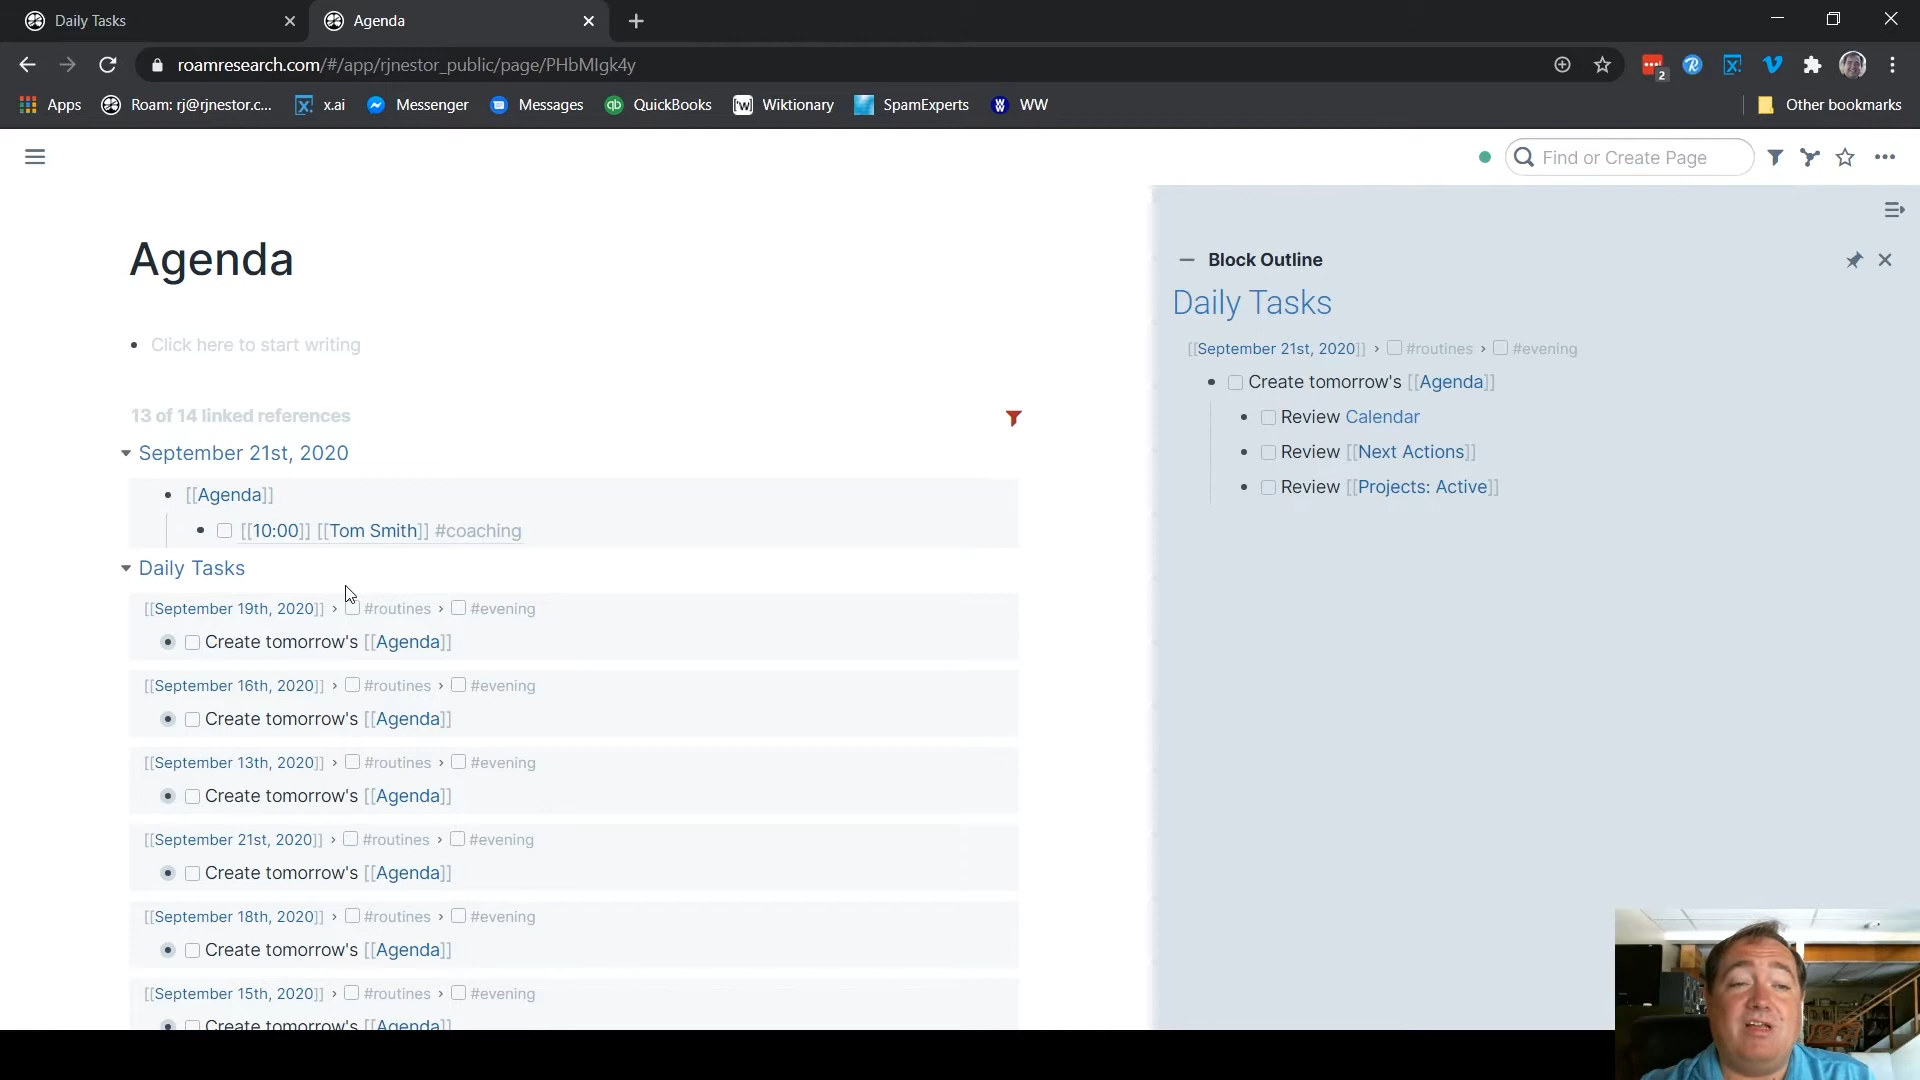 Daily Tasks
Agenda
roamresearch.com/#/app/rjnestor_public/page/PHbMIgk4y
2
Apps
Roam: rj@rjnestor.c...
x.ai
Messenger
Messages
QuickBooks
Wiktionary
SpamExperts
WW
Other bookmarks
Find or Create Page
Agenda
Click here to start writing
13 of 14 linked references
September 21st, 2020
[[Agenda]]
[[10:00]] [[Tom Smith]] #coaching
Daily Tasks
[[September 19th, 2020]] › #routines › #evening
Create tomorrow's [[Agenda]]
[[September 16th, 2020]] › #routines › #evening
Create tomorrow's [[Agenda]]
[[September 13th, 2020]] › #routines › #evening
Create tomorrow's [[Agenda]]
[[September 21st, 2020]] › #routines › #evening
Create tomorrow's [[Agenda]]
[[September 18th, 2020]] › #routines › #evening
Create tomorrow's [[Agenda]]
[[September 15th, 2020]] › #routines › #evening
Create tomorrow's [[Agenda]]
Block Outline
Daily Tasks
[[September 21st, 2020]] › #routines › #evening
Create tomorrow's [[Agenda]]
Review Calendar
Review [[Next Actions]]
Review [[Projects: Active]]